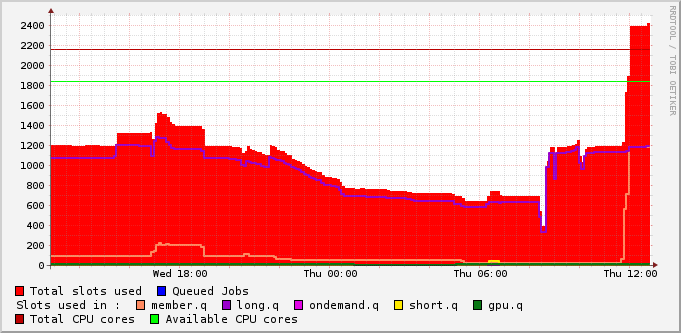 RRDTOOL / TOBI OETIKER
2400
2200
2000
1800
1600
1400
1200
1000
800
600
400
200
0
Wed 18:00 Thu 00:00 Thu 06:00 Thu 12:00
Total slots used Queued Jobs
Slots used in : member.q long.q ondemand.q short.q gpu.q
Total CPU cores Available CPU cores